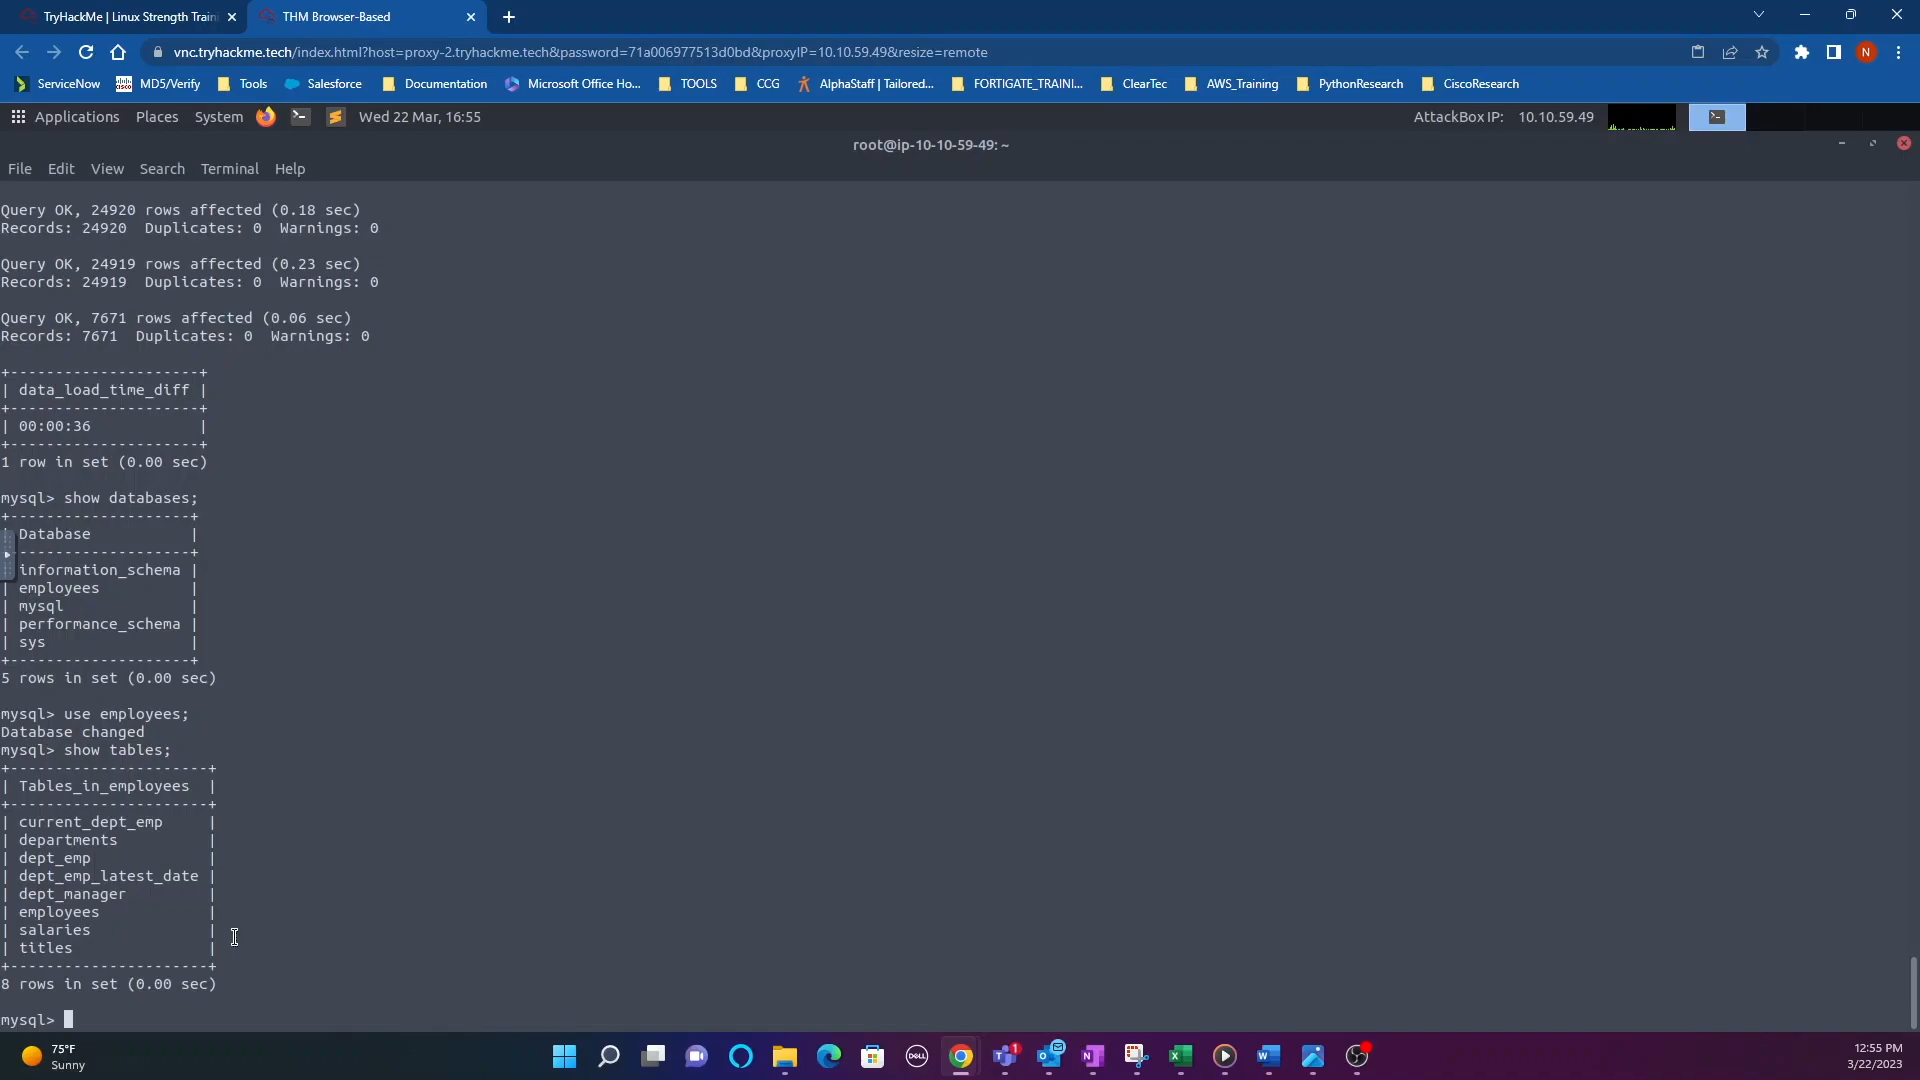 TryHackMe | Linux Strength Traini
THM Browser-Based
vnc.tryhackme.tech/index.html?host=proxy-2.tryhackme.tech&password=71a006977513d0bd&proxyIP=10.10.59.49&resize=remote
N
ServiceNow
MD5/Verify
Tools
Salesforce
Documentation
Microsoft Office Ho...
TOOLS
CCG
AlphaStaff | Tailored...
FORTIGATE_TRAINI...
ClearTec
AWS_Training
PythonResearch
CiscoResearch
Applications Places System Wed 22 Mar, 16:55 AttackBox IP: 10.10.59.49
root@ip-10-10-59-49: ~
File Edit View Search Terminal Help
Query OK, 24920 rows affected (0.18 sec)
Records: 24920  Duplicates: 0  Warnings: 0
Query OK, 24919 rows affected (0.23 sec)
Records: 24919  Duplicates: 0  Warnings: 0
Query OK, 7671 rows affected (0.06 sec)
Records: 7671  Duplicates: 0  Warnings: 0
+---------------------+
| data_load_time_diff |
+---------------------+
| 00:00:36            |
+---------------------+
1 row in set (0.00 sec)
mysql> show databases;
+--------------------+
| Database           |
+--------------------+
| information_schema |
| employees          |
| mysql              |
| performance_schema |
| sys                |
+--------------------+
5 rows in set (0.00 sec)
mysql> use employees;
Database changed
mysql> show tables;
+----------------------+
| Tables_in_employees  |
+----------------------+
| current_dept_emp     |
| departments          |
| dept_emp             |
| dept_emp_latest_date |
| dept_manager         |
| employees            |
| salaries             |
| titles               |
+----------------------+
8 rows in set (0.00 sec)
mysql>
75°F
Sunny
DELL
1
12:55 PM
3/22/2023